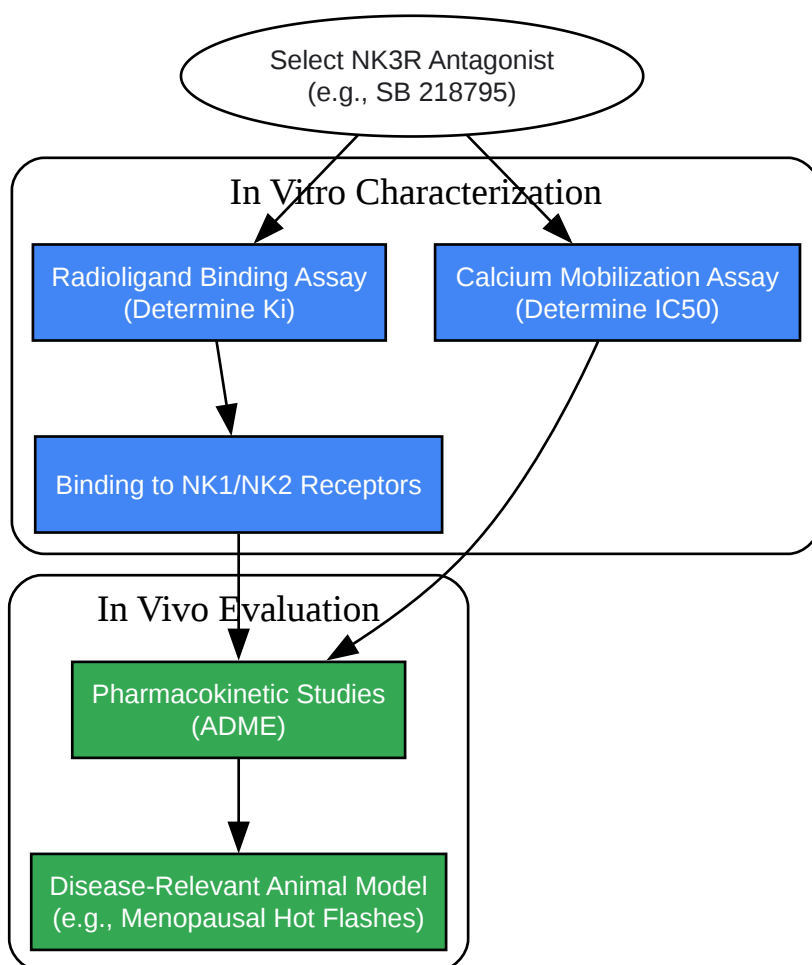 Select NK3R Antagonist
(e.g., SB 218795)
In Vitro Characterization
Radioligand Binding Assay
(Determine Ki)
Calcium Mobilization Assay
(Determine IC50)
Binding to NK1/NK2 Receptors
In Vivo Evaluation
Pharmacokinetic Studies
(ADME)
Disease-Relevant Animal Model
(e.g., Menopausal Hot Flashes)